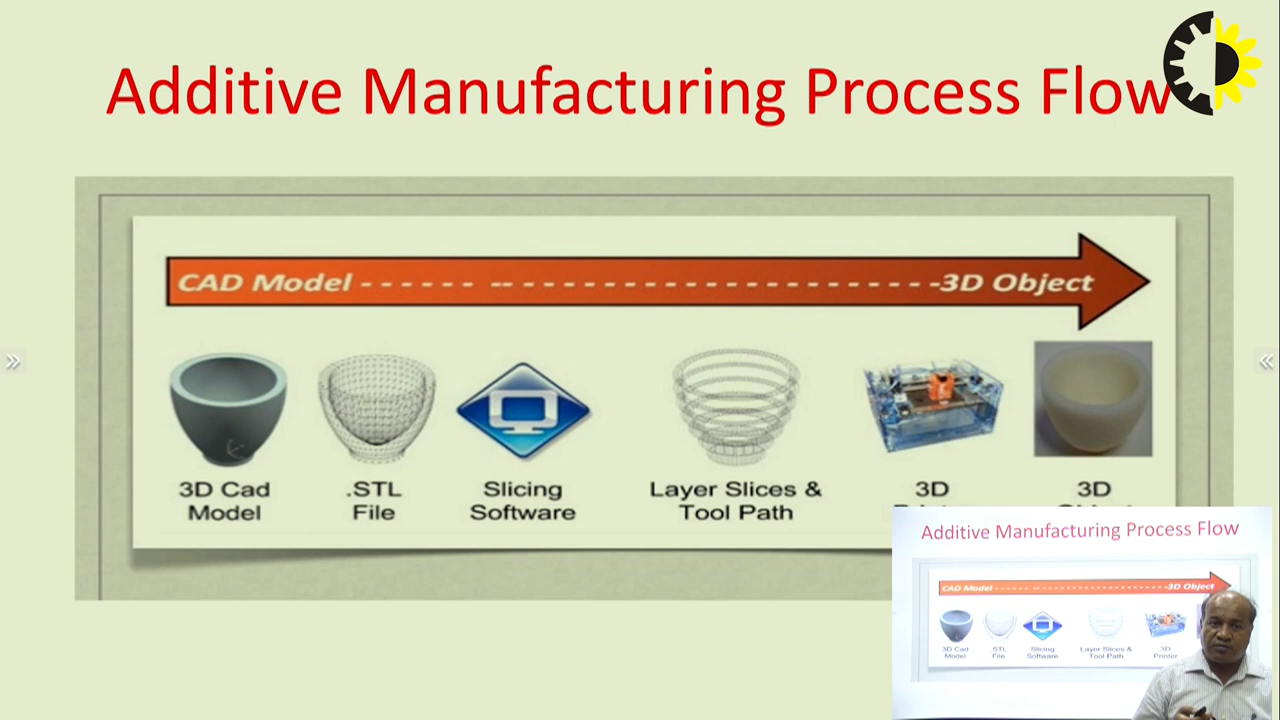 Additive Manufacturing Process Flow
CAD Model - - - - - - -- - - - - - - - - - - - - - - - - - - - - - -3D Object
3D Cad
Model
.STL
File
Slicing
Software
Layer Slices &
Tool Path
3D
3D
Additive Manufacturing Process Flow
CAD Model - - - - - - -- - - - - - - - - - - - - - - - - - - - - - -3D Object
3D Cad
Model
.STL
File
Slicing
Software
Layer Slices &
Tool Path
3D
Printer